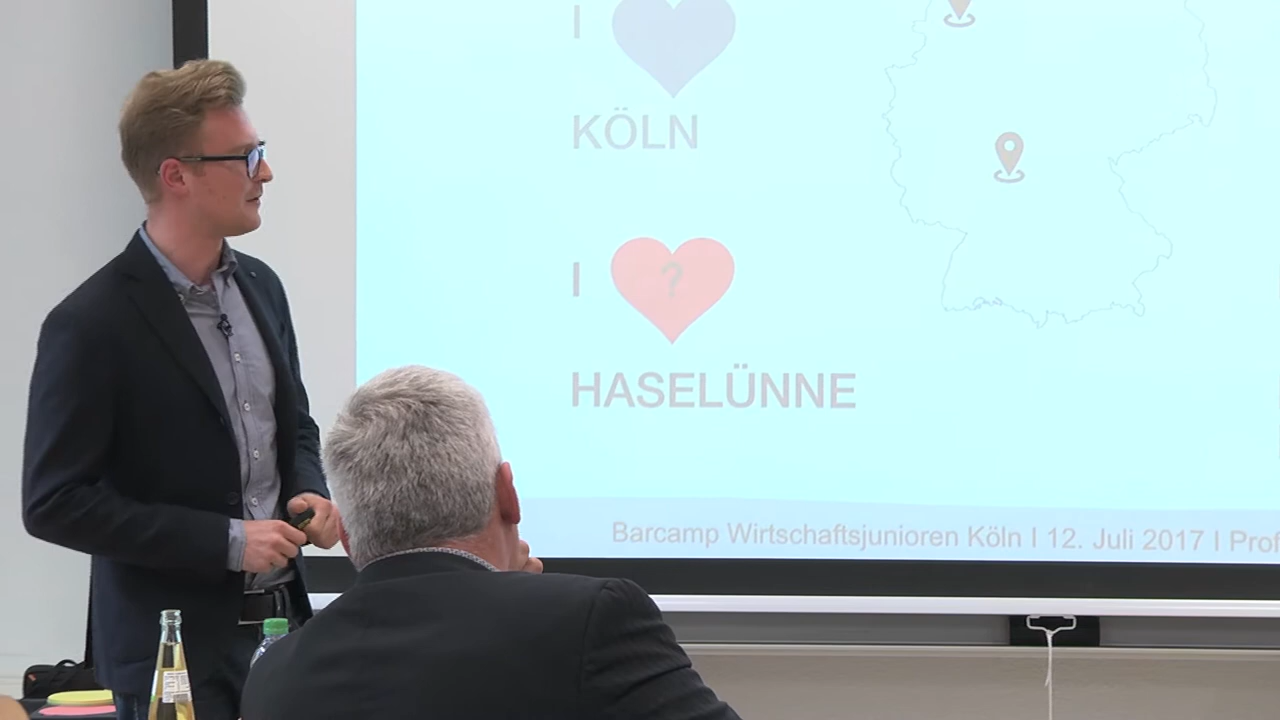 I
KÖLN
I ?
HASELÜNNE
Barcamp Wirtschaftsjunioren Köln I 12. Juli 2017 I Prof